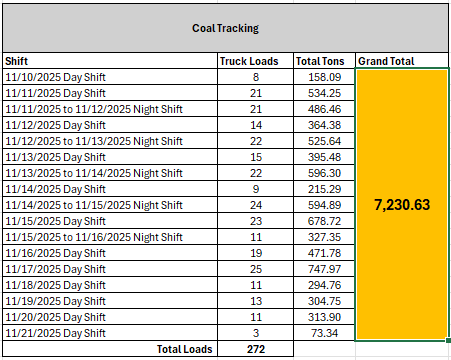 Coal Tracking
Shift Truck Loads Total Tons Grand Total
11/10/2025 Day Shift 8 158.09
11/11/2025 Day Shift 21 534.25
11/11/2025 to 11/12/2025 Night Shift 21 486.46
11/12/2025 Day Shift 14 364.38
11/12/2025 to 11/13/2025 Night Shift 22 525.64
11/13/2025 Day Shift 15 395.48
11/13/2025 to 11/14/2025 Night Shift 22 596.30
11/14/2025 Day Shift 9 215.29
11/14/2025 to 11/15/2025 Night Shift 24 594.89
7,230.63
11/15/2025 Day Shift 23 678.72
11/15/2025 to 11/16/2025 Night Shift 11 327.35
11/16/2025 Day Shift 19 471.78
11/17/2025 Day Shift 25 747.97
11/18/2025 Day Shift 11 294.76
11/19/2025 Day Shift 13 304.75
11/20/2025 Day Shift 11 313.90
11/21/2025 Day Shift 3 73.34
Total Loads 272